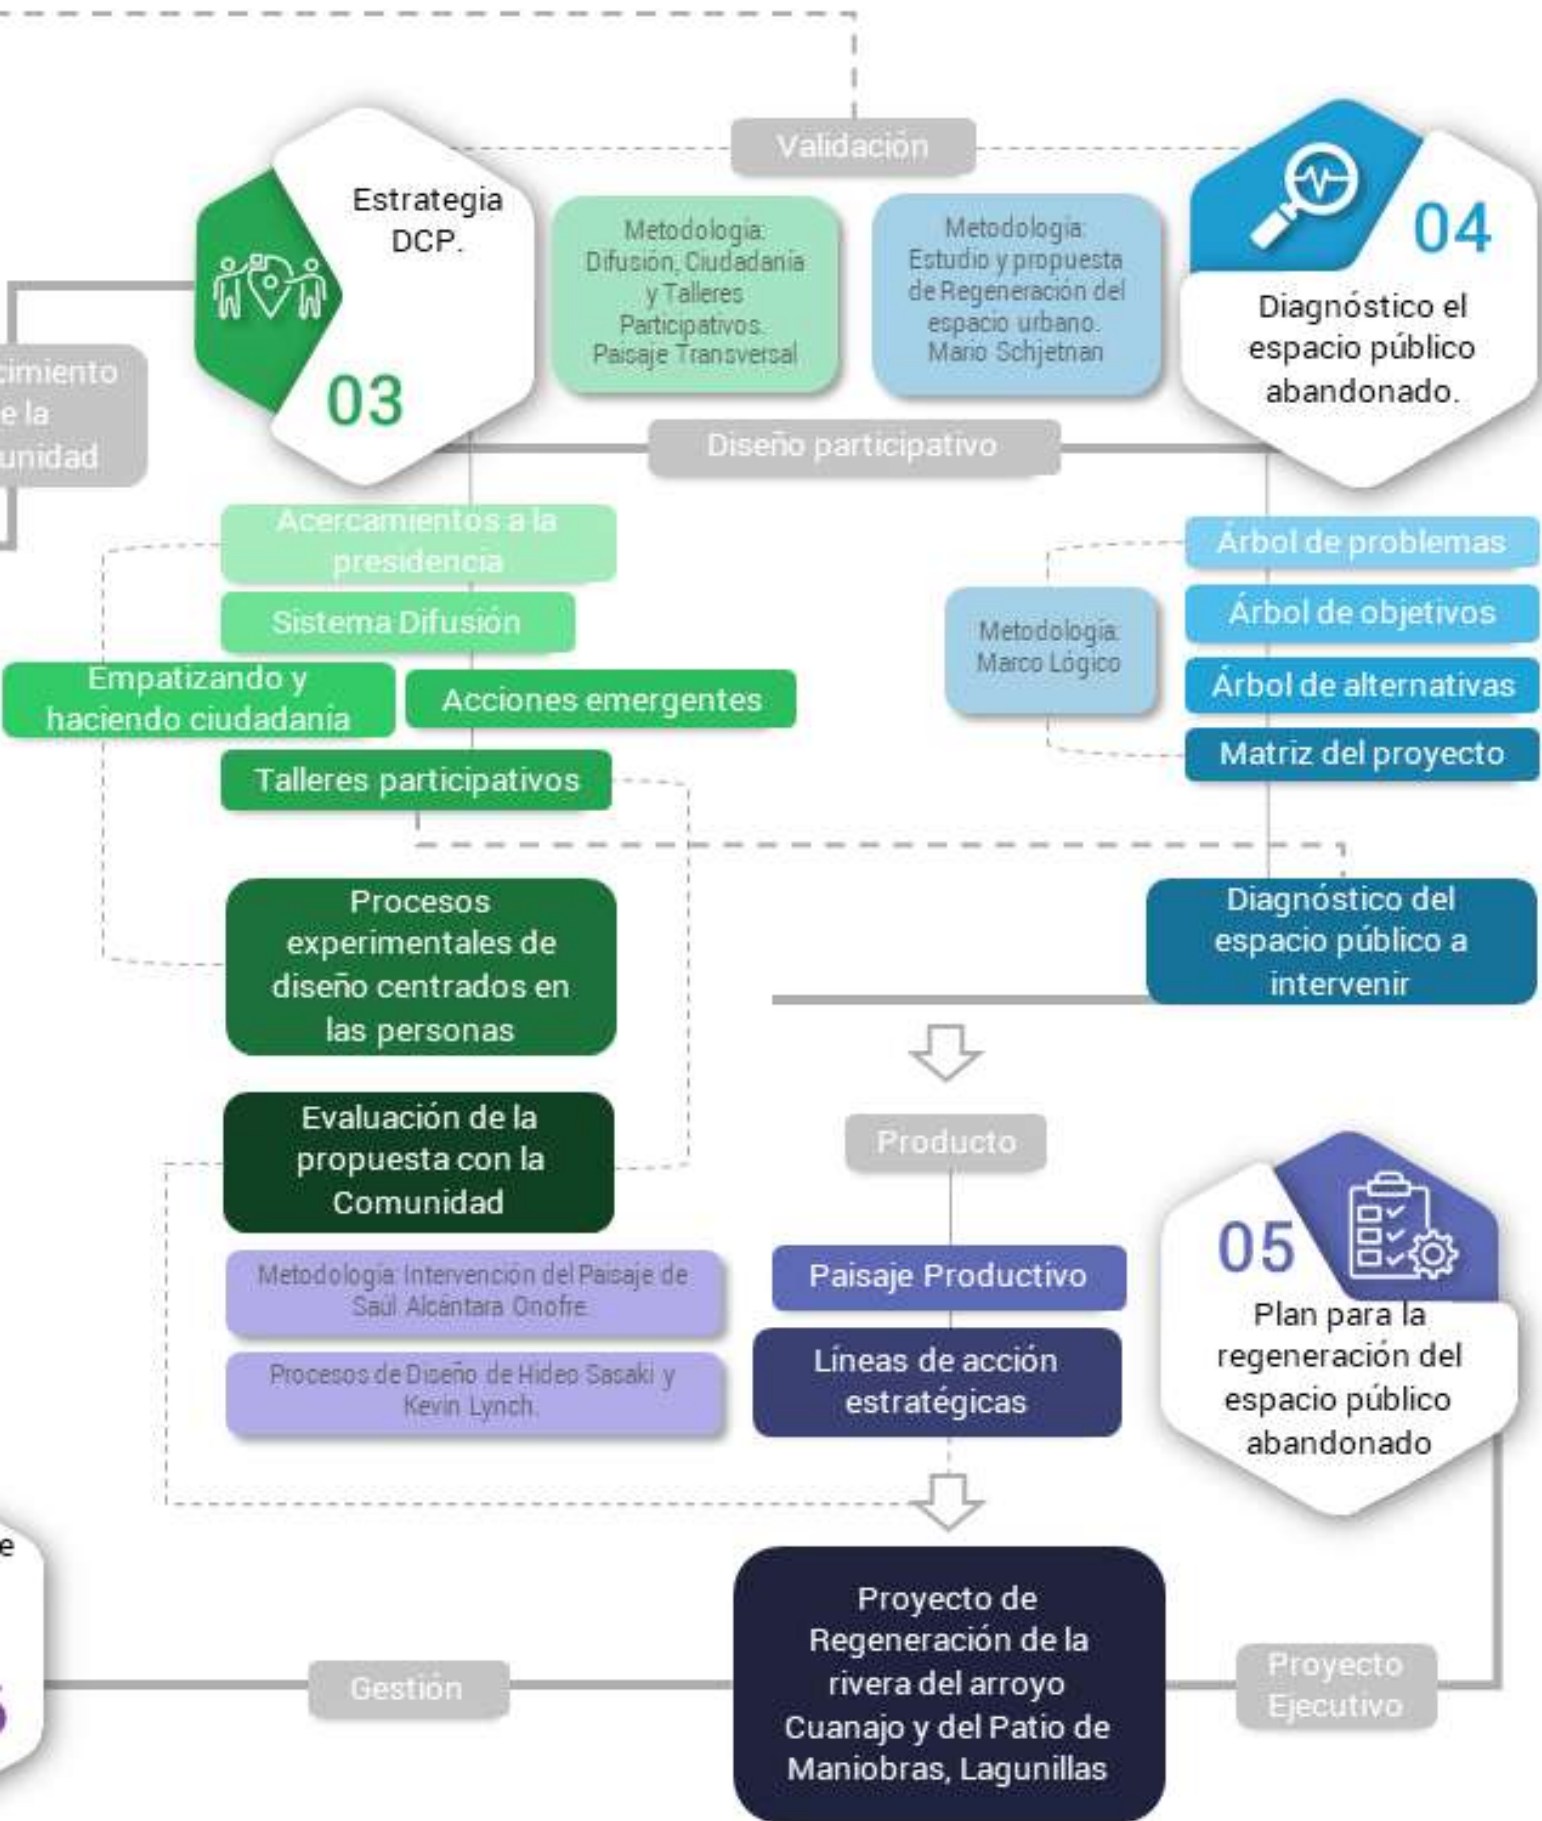 Validación
Estrategia
DCP.
03
Metodología:
Difusión, Ciudadanía
y Talleres
Participativos.
Paisaje Transversal
Metodología:
Estudio y propuesta
de Regeneración del
espacio urbano.
Mario Schjetnan
04
Diagnóstico el
espacio público
abandonado.
cimiento
e la
unidad
Diseño participativo
Acercamientos a la
presidencia
Sistema Difusión
Empatizando y
haciendo ciudadanía
Acciones emergentes
Talleres participativos
Metodología:
Marco Lógico
Árbol de problemas
Árbol de objetivos
Árbol de alternativas
Matriz del proyecto
Procesos
experimentales de
diseño centrados en
las personas
Diagnóstico del
espacio público a
intervenir
Evaluación de la
propuesta con la
Comunidad
Producto
Metodología: Intervención del Paisaje de
Saúl Alcántara Onofre.
Procesos de Diseño de Hideo Sasaki y
Kevin Lynch.
Paisaje Productivo
Líneas de acción
estratégicas
05
Plan para la
regeneración del
espacio público
abandonado
e
Gestión
Proyecto de
Regeneración de la
rivera del arroyo
Cuanajo y del Patio de
Maniobras, Lagunillas
Proyecto
Ejecutivo